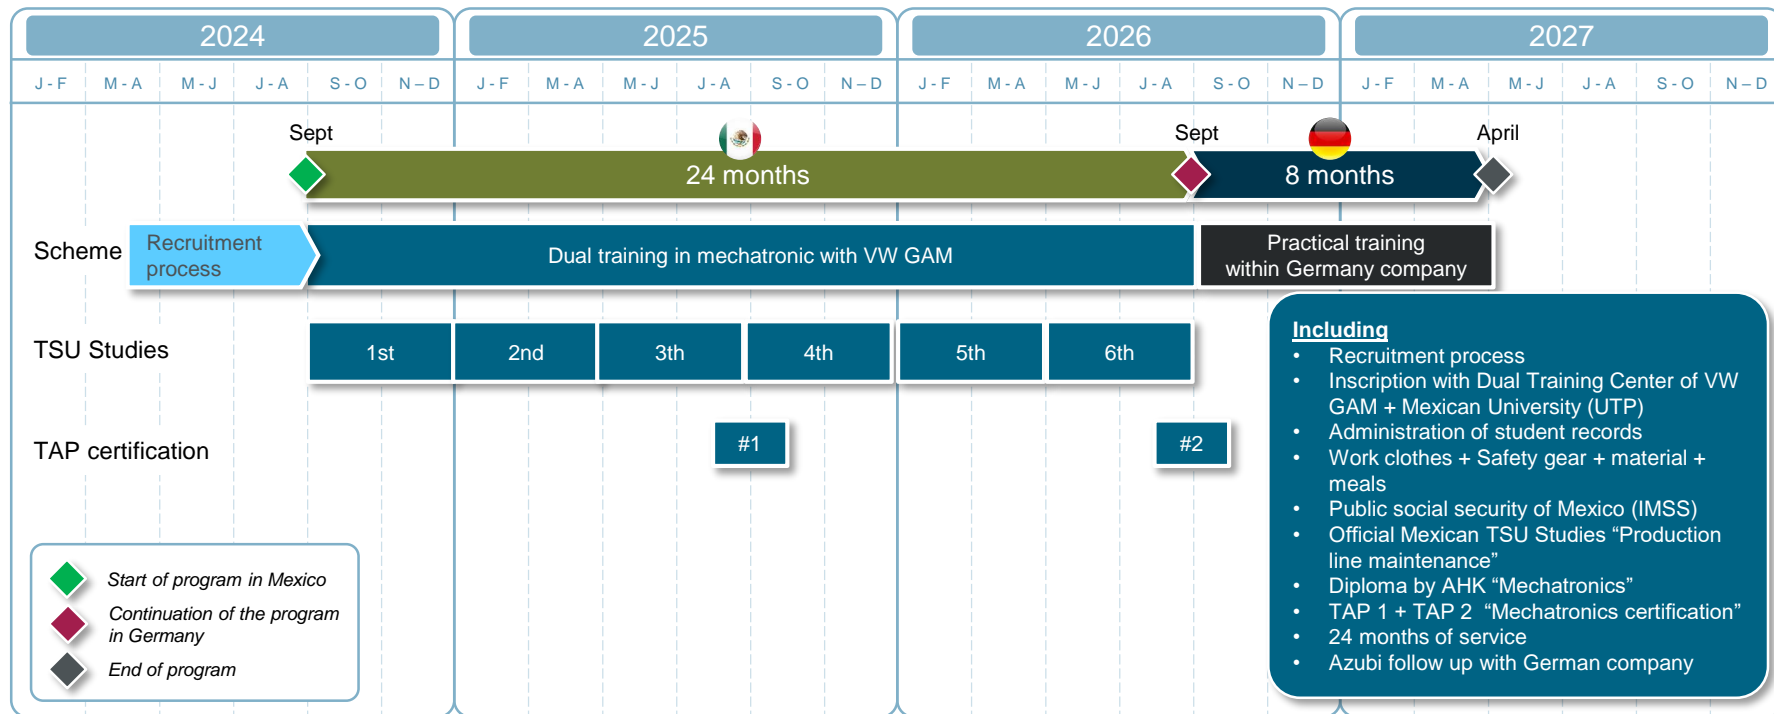 2024
2025
2026
2027
J - F M - A M - J J - A S - O N – D J - F M - A M - J J - A S - O N – D J - F M - A M - J J - A S - O N – D J - F M - A M - J J - A S - O N – D
Sept
Sept
April
24 months
8 months
Scheme
Recruitment
process
Dual training in mechatronic with VW GAM
Practical training
within Germany company
TSU Studies
1st
2nd
3th
4th
5th
6th
TAP certification
#1
#2
Including
• Recruitment process
• Inscription with Dual Training Center of VW
GAM + Mexican University (UTP)
• Administration of student records
• Work clothes + Safety gear + material +
meals
• Public social security of Mexico (IMSS)
• Official Mexican TSU Studies “Production
line maintenance”
• Diploma by AHK “Mechatronics”
• TAP 1 + TAP 2 “Mechatronics certification”
• 24 months of service
• Azubi follow up with German company
Start of program in Mexico
Continuation of the program
in Germany
End of program